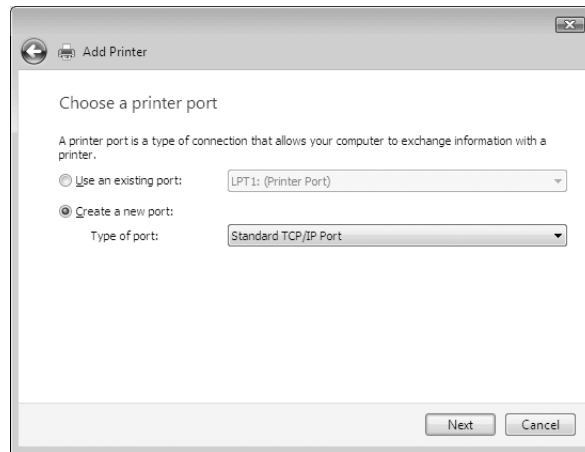 Add Printer
Choose a printer port
A printer port is a type of connection that allows your computer to exchange information with a
printer.
Use an existing port: LPT1: (Printer Port)
Create a new port:
Type of port: Standard TCP/IP Port
Next Cancel